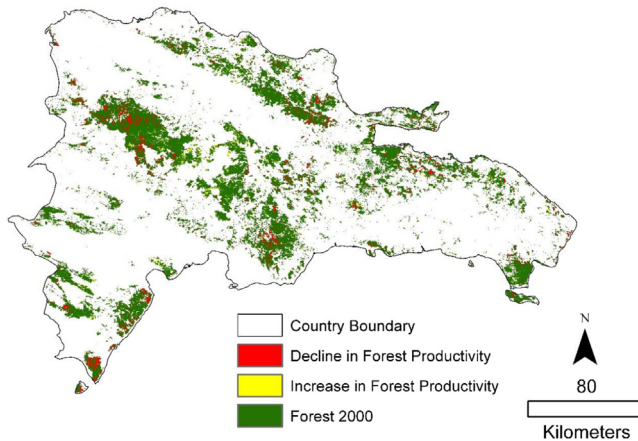 Country Boundary
Decline in Forest Productivity
Increase in Forest Productivity
Forest 2000
N
80
Kilometers